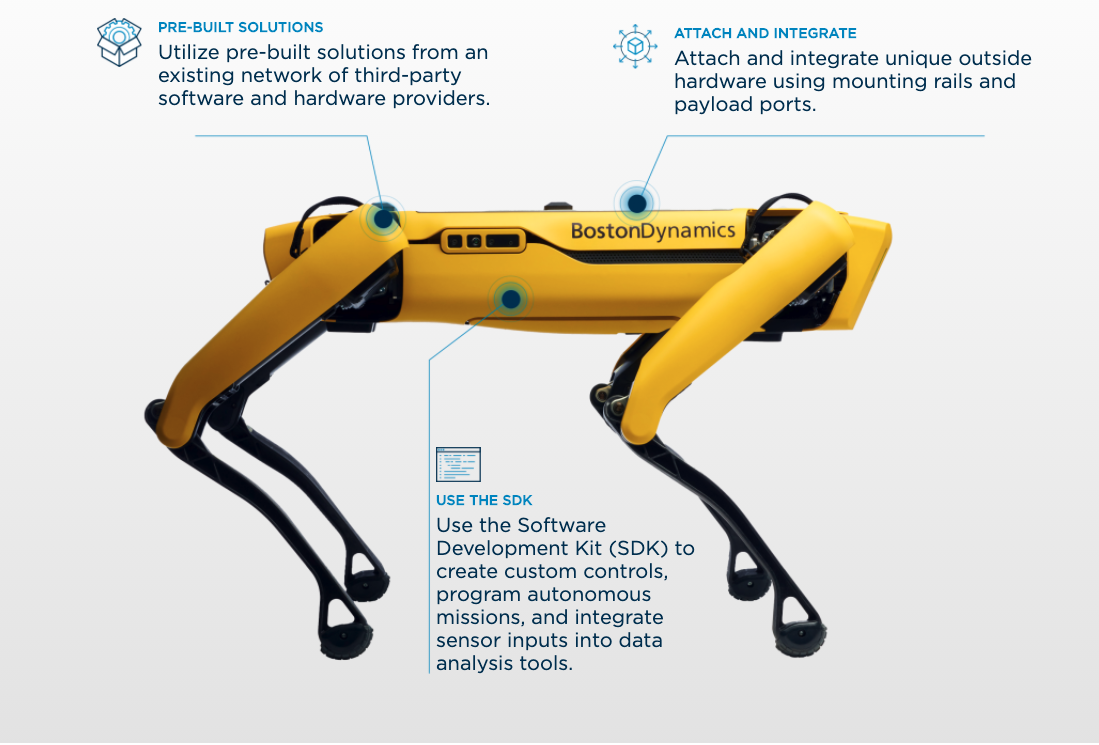 PRE-BUILT SOLUTIONS
Utilize pre-built solutions from an
existing network of third-party
software and hardware providers.
ATTACH AND INTEGRATE
Attach and integrate unique outside
hardware using mounting rails and
payload ports.
BostonDynamics
USE THE SDK
Use the Software
Development Kit (SDK) to
create custom controls,
program autonomous
missions, and integrate
sensor inputs into data
analysis tools.